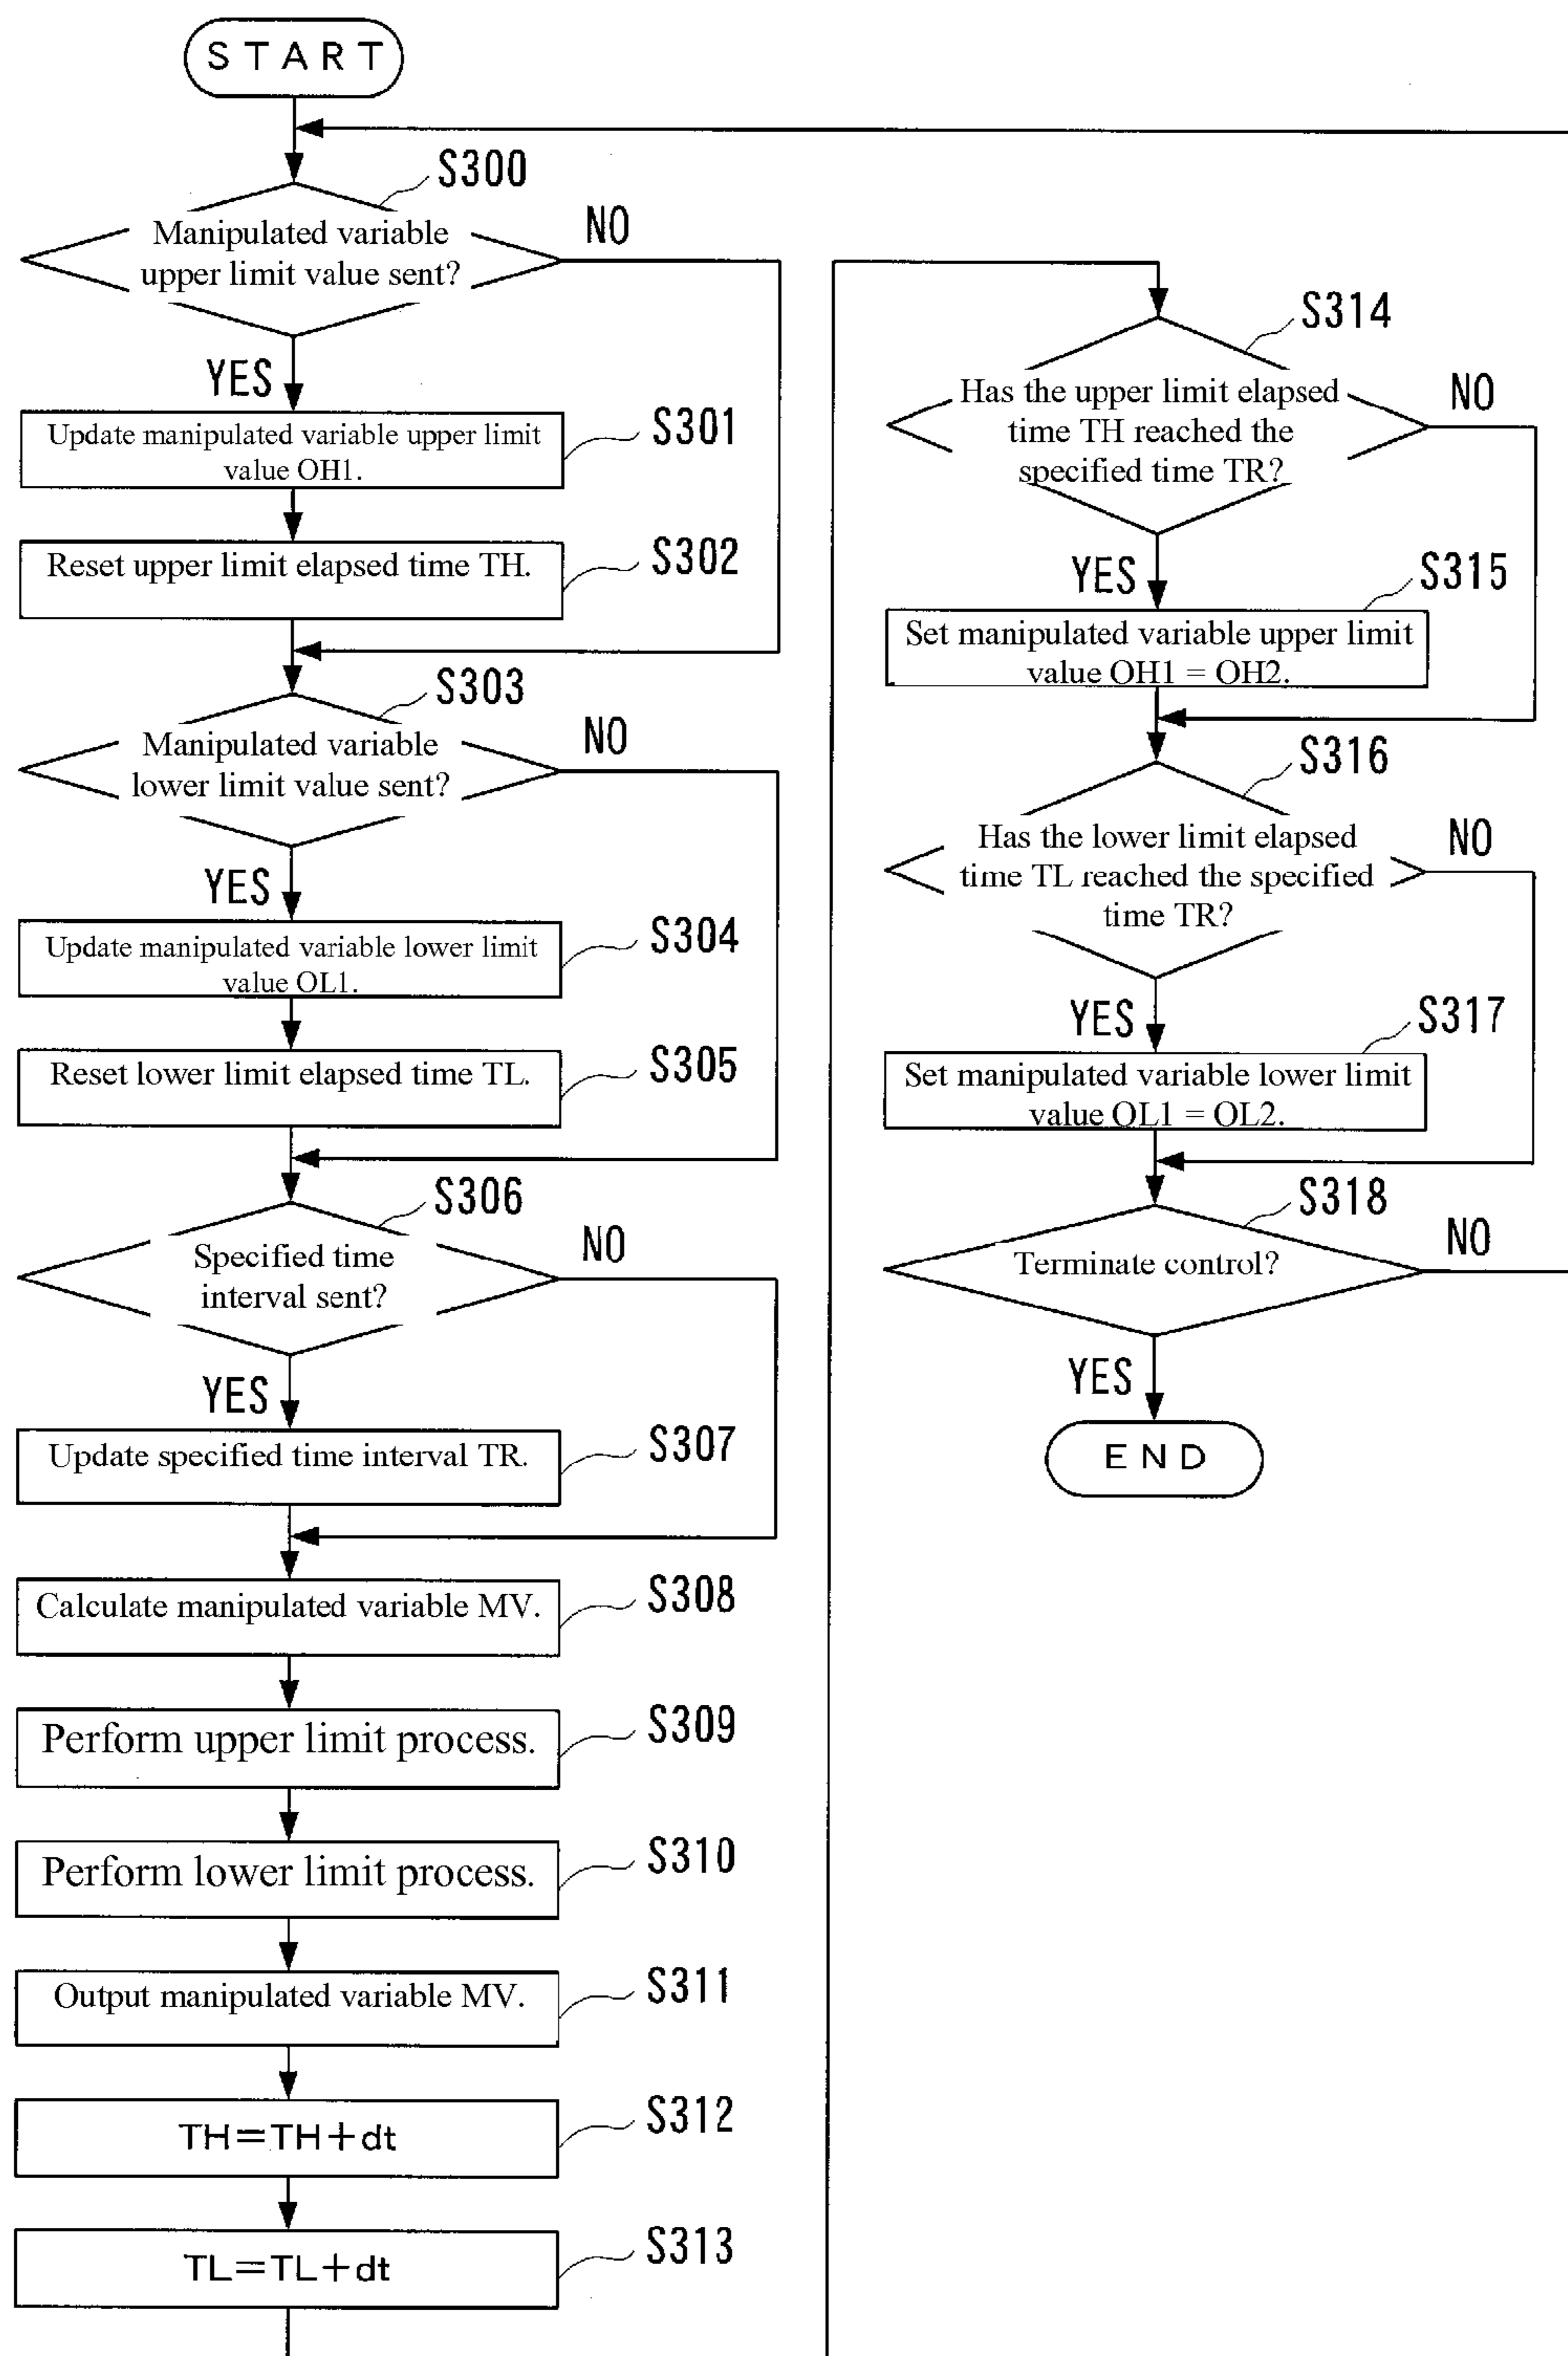 START
S300
Manipulated variable
upper limit value sent?
NO
YES
Update manipulated variable upper limit
value OH1.
S301
Reset upper limit elapsed time TH.
S302
S303
Manipulated variable
lower limit value sent?
NO
YES
Update manipulated variable lower limit
value OL1.
S304
Reset lower limit elapsed time TL.
S305
S306
Specified time
interval sent?
NO
YES
Update specified time interval TR.
S307
Calculate manipulated variable MV.
S308
Perform upper limit process.
S309
Perform lower limit process.
S310
Output manipulated variable MV.
S311
TH=TH+dt
S312
TL=TL+dt
S313
S314
Has the upper limit elapsed
time TH reached the
specified time TR?
NO
YES
S315
Set manipulated variable upper limit
value OH1 = OH2.
S316
Has the lower limit elapsed
time TL reached the specified
time TR?
NO
YES
S317
Set manipulated variable lower limit
value OL1 = OL2.
S318
Terminate control?
NO
YES
END